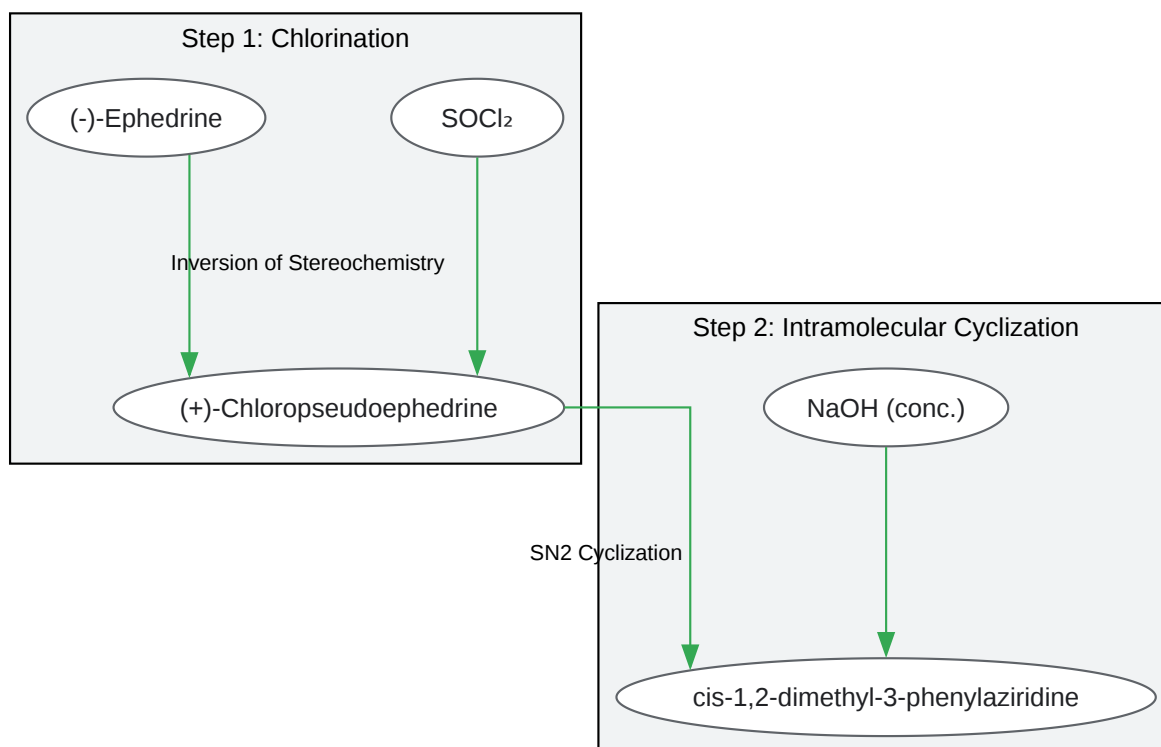 Step 1: Chlorination
(-)-Ephedrine
SOCl₂
Inversion of Stereochemistry
(+)-Chloropseudoephedrine
Step 2: Intramolecular Cyclization
NaOH (conc.)
SN2 Cyclization
cis-1,2-dimethyl-3-phenylaziridine